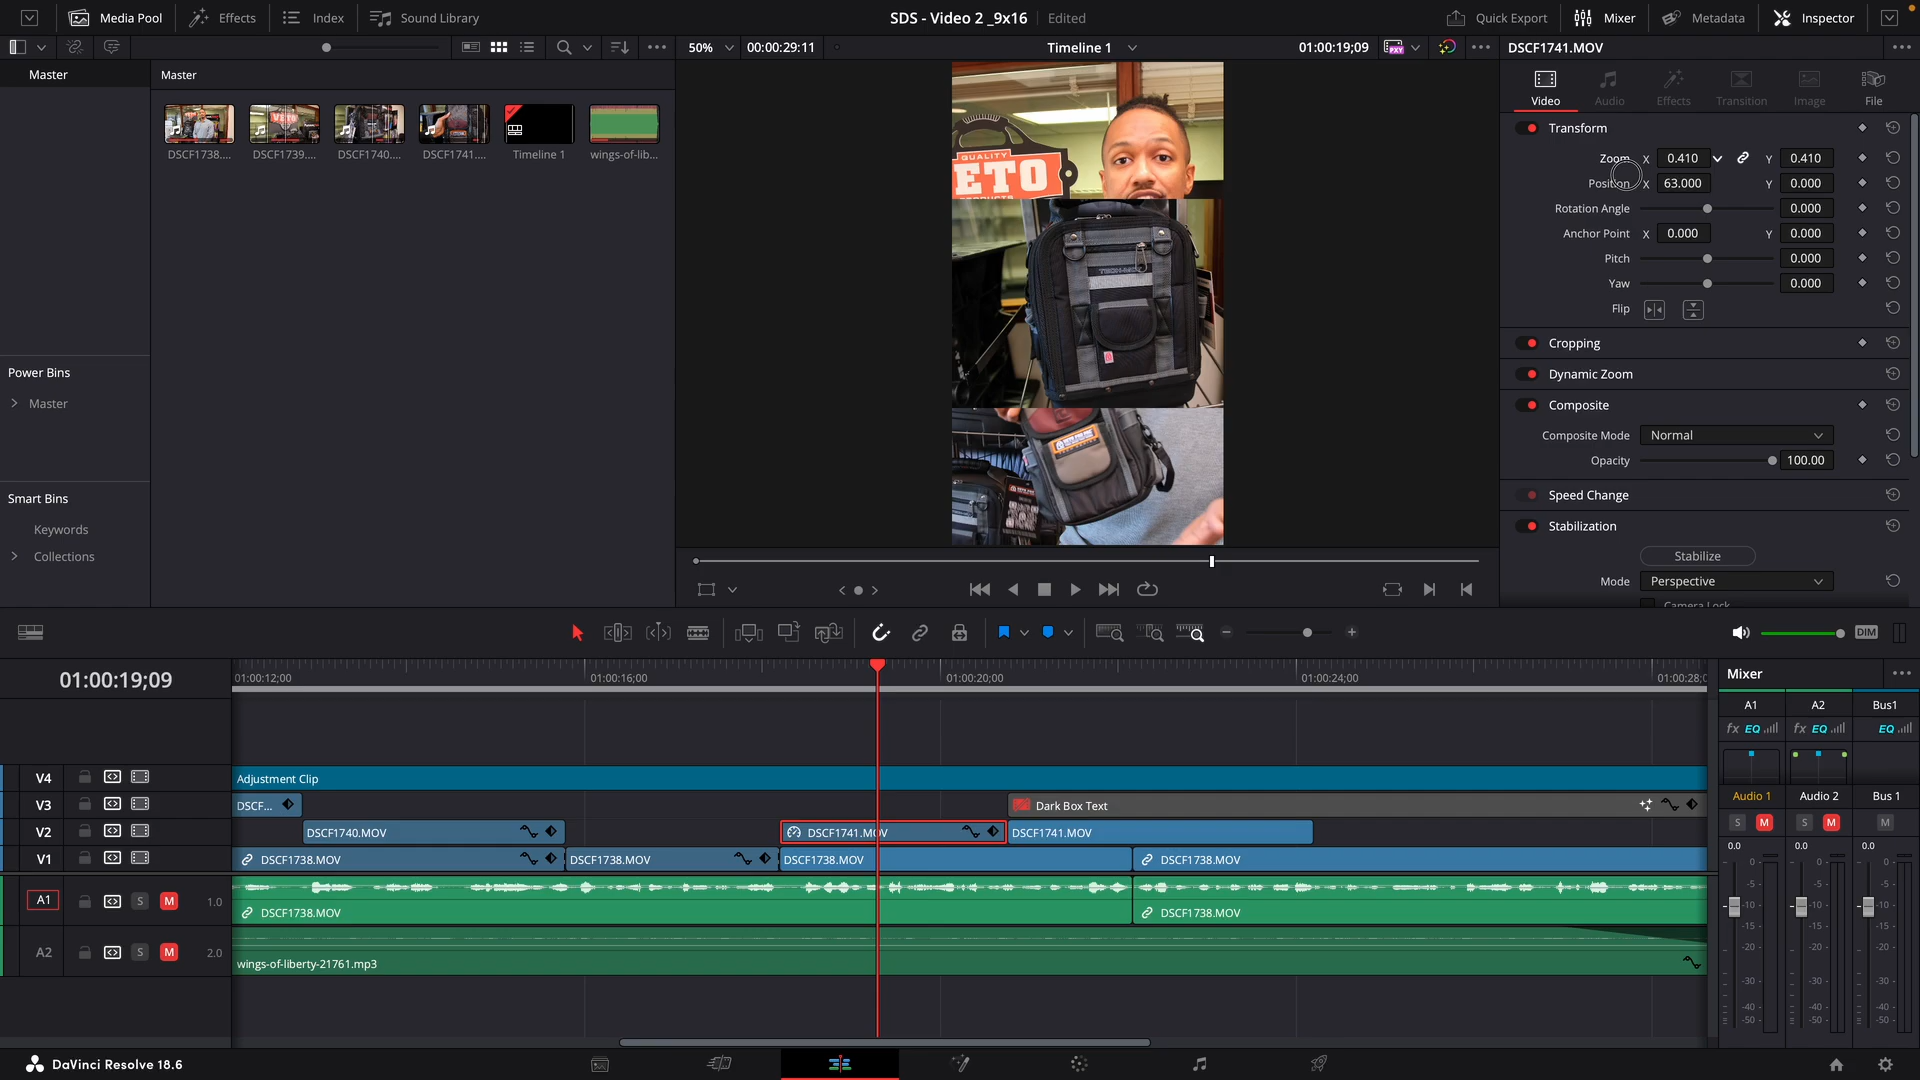 Media Pool
Effects
Index
Sound Library
SDS - Video 2 _9x16
Edited
Quick Export
Mixer
Metadata
Inspector
50%
00:00:29:11
Timeline 1
01:00:19;09
PXY
DSCF1741.MOV
Master
Master
DSCF1738....
DSCF1739....
DSCF1740....
DSCF1741....
Timeline 1
wings-of-lib...
Power Bins
Master
Smart Bins
Keywords
Collections
QUALITY
ETO
PRODUCTS
Video
Audio
Effects
Transition
Image
File
Transform
Zoom X 0.410 Y 0.410
Position X 63.000 Y 0.000
Rotation Angle 0.000
Anchor Point X 0.000 Y 0.000
Pitch 0.000
Yaw 0.000
Flip
Cropping
Dynamic Zoom
Composite
Composite Mode Normal
Opacity 100.00
Speed Change
Stabilization
Stabilize
Mode Perspective
Camera Lock
DIM
01:00:19;09
01:00:12;00
01:00:16;00
01:00:20;00
01:00:24;00
01:00:28;0
V4
Adjustment Clip
V3
DSCF...
Dark Box Text
V2
DSCF1740.MOV
DSCF1741.MOV
DSCF1741.MOV
V1
DSCF1738.MOV
DSCF1738.MOV
DSCF1738.MOV
DSCF1738.MOV
A1 S M 1.0
DSCF1738.MOV
DSCF1738.MOV
A2 S M 2.0
wings-of-liberty-21761.mp3
Mixer
A1 A2 Bus1
fx EQ fx EQ EQ
Audio 1 Audio 2 Bus 1
S M S M M
0.0 0.0 0.0
0 0 0
-5 -5 -5
-10 -10 -10
-15 -15 -15
-20 -20 -20
-30 -30 -30
-40 -40 -40
-50 -50 -50
DaVinci Resolve 18.6